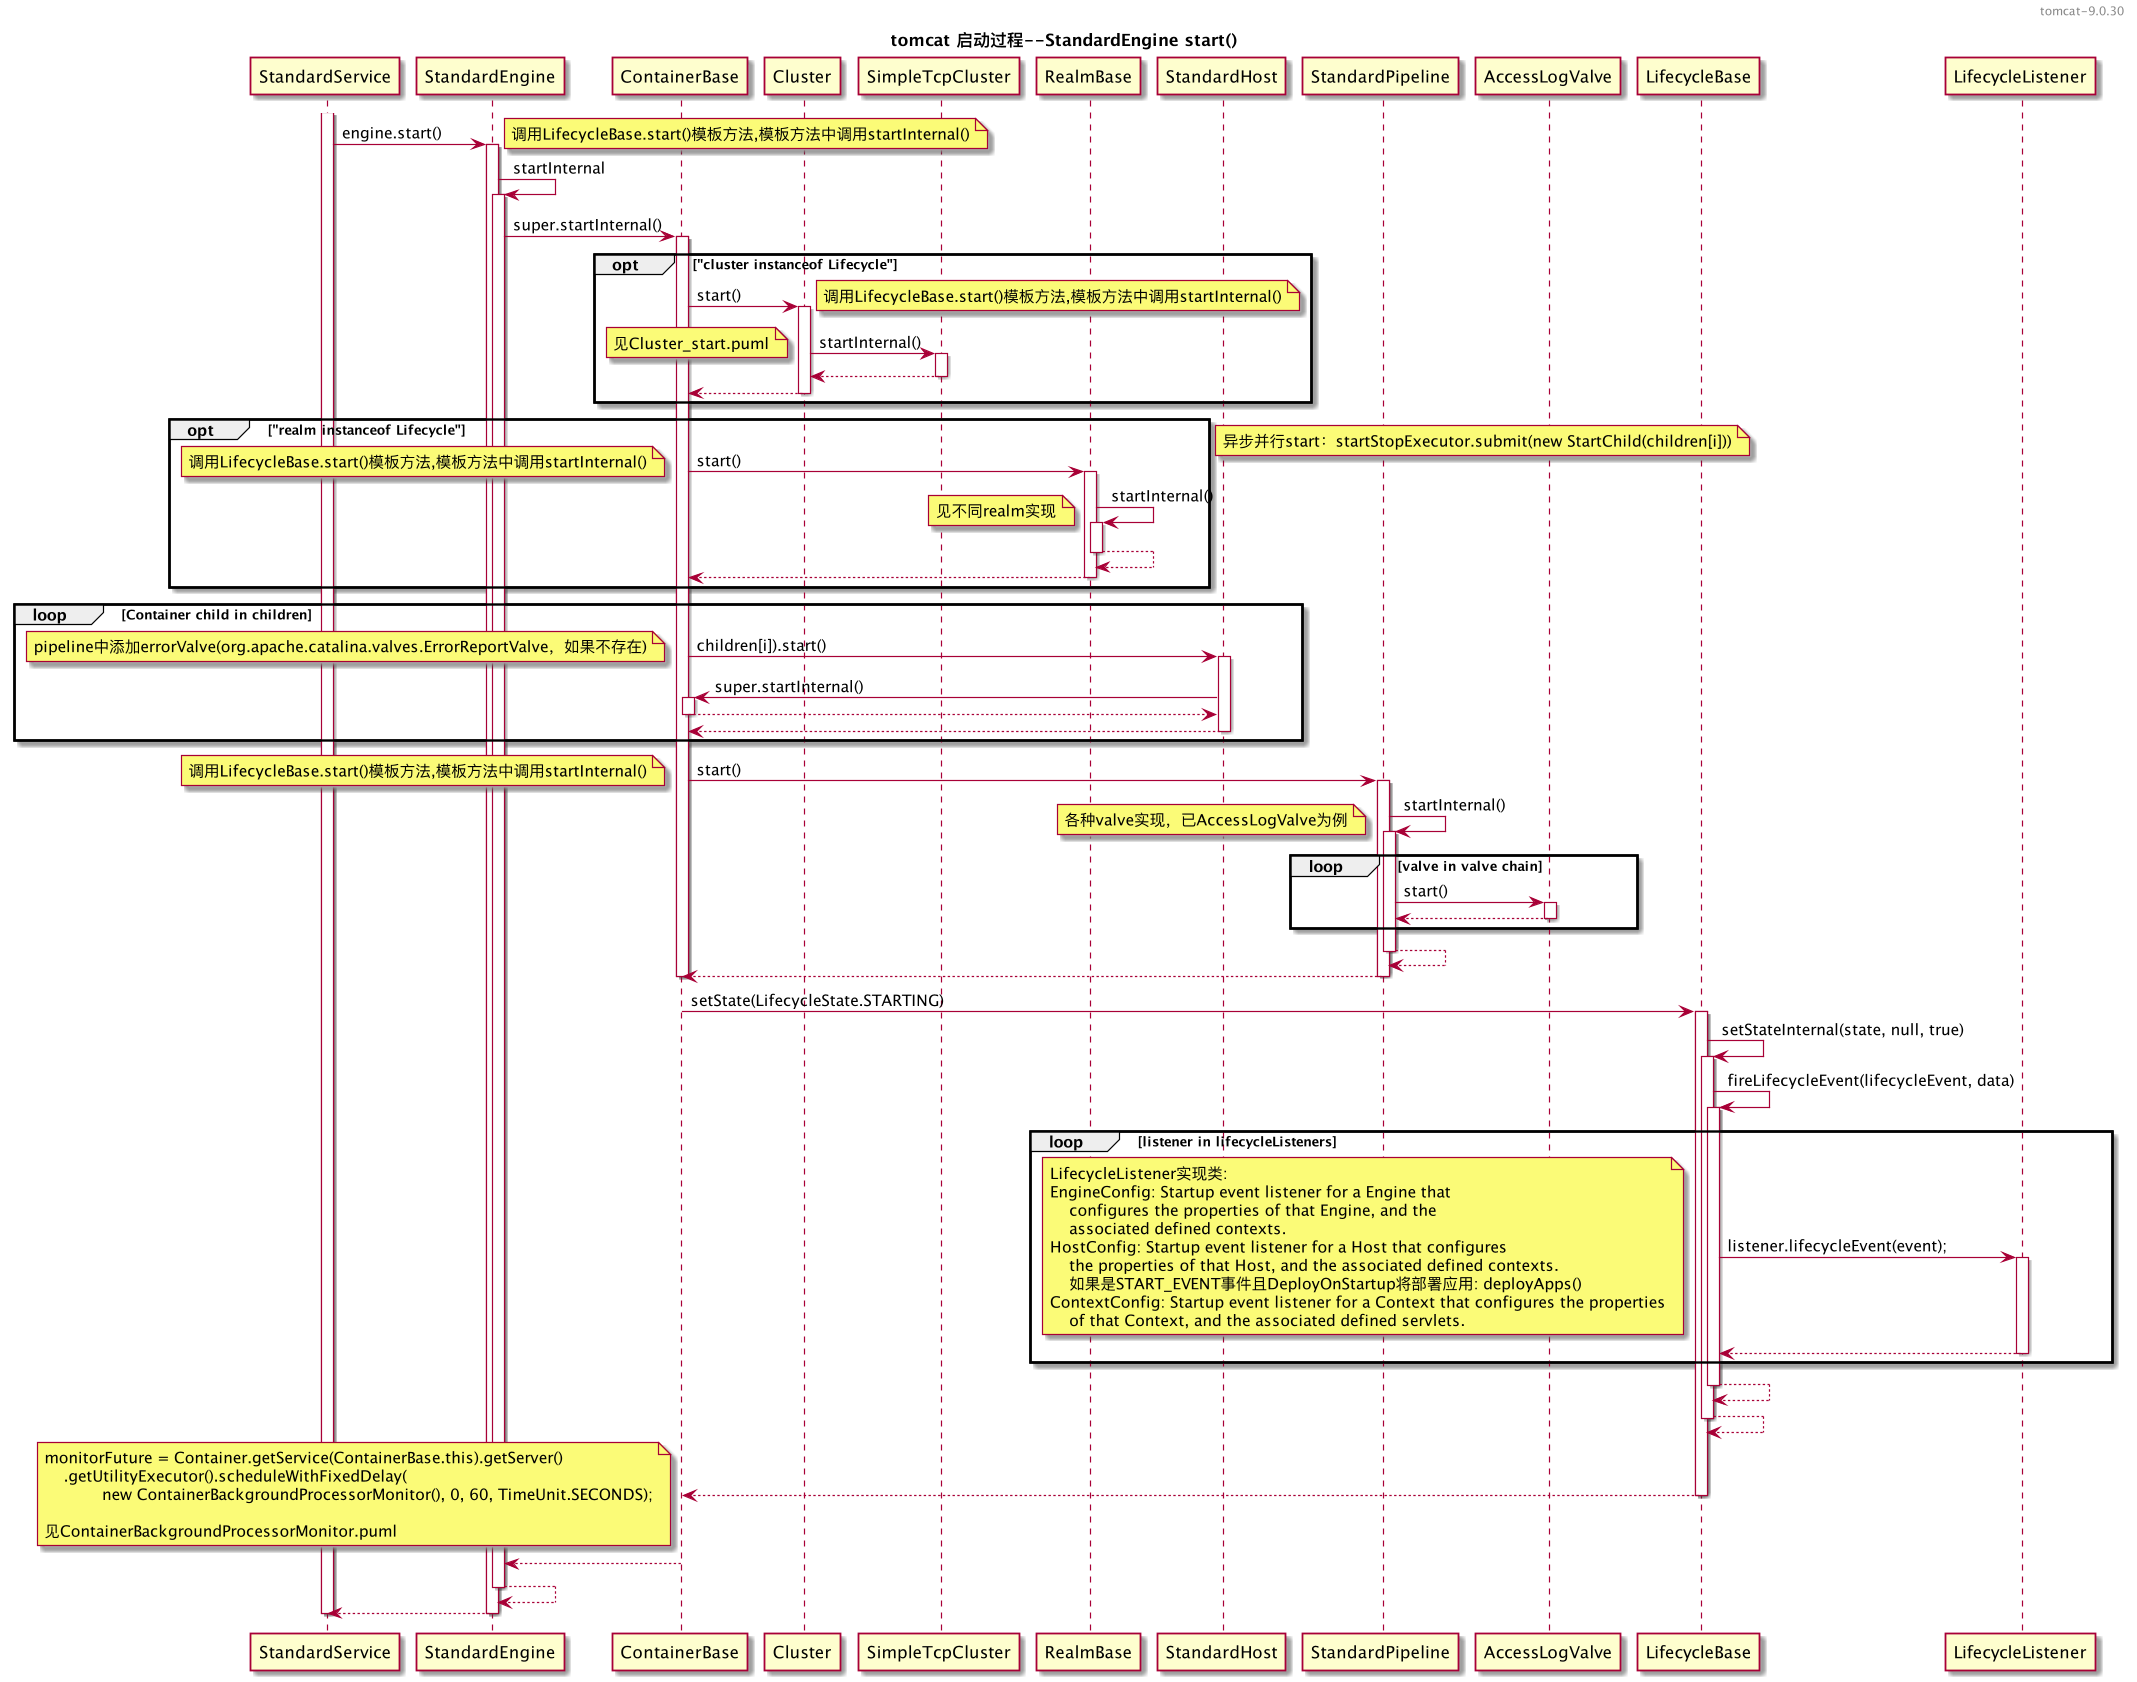 tomcat-9.0.30
tomcat 启动过程--StandardEngine start()
StandardService
StandardEngine
ContainerBase
Cluster
SimpleTcpCluster
RealmBase
StandardHost
StandardPipeline
AccessLogValve
LifecycleBase
LifecycleListener
engine.start()
调用LifecycleBase.start()模板方法,模板方法中调用startInternal()
startInternal
super.startInternal()
opt
["cluster instanceof Lifecycle"]
start()
调用LifecycleBase.start()模板方法,模板方法中调用startInternal()
见Cluster_start.puml
startInternal()
opt
["realm instanceof Lifecycle"]
异步并行start：startStopExecutor.submit(new StartChild(children[i]))
调用LifecycleBase.start()模板方法,模板方法中调用startInternal()
start()
startInternal()
见不同realm实现
loop
[Container child in children]
pipeline中添加errorValve(org.apache.catalina.valves.ErrorReportValve，如果不存在)
children[i]).start()
super.startInternal()
调用LifecycleBase.start()模板方法,模板方法中调用startInternal()
start()
startInternal()
各种valve实现，已AccessLogValve为例
loop
[valve in valve chain]
start()
setState(LifecycleState.STARTING)
setStateInternal(state, null, true)
fireLifecycleEvent(lifecycleEvent, data)
loop
[listener in lifecycleListeners]
LifecycleListener实现类:
EngineConfig: Startup event listener for a Engine that
configures the properties of that Engine, and the
associated defined contexts.
HostConfig: Startup event listener for a Host that configures
the properties of that Host, and the associated defined contexts.
如果是START_EVENT事件且DeployOnStartup将部署应用: deployApps()
ContextConfig: Startup event listener for a Context that configures the properties
of that Context, and the associated defined servlets.
listener.lifecycleEvent(event);
monitorFuture = Container.getService(ContainerBase.this).getServer()
.getUtilityExecutor().scheduleWithFixedDelay(
new ContainerBackgroundProcessorMonitor(), 0, 60, TimeUnit.SECONDS);
见ContainerBackgroundProcessorMonitor.puml
StandardService
StandardEngine
ContainerBase
Cluster
SimpleTcpCluster
RealmBase
StandardHost
StandardPipeline
AccessLogValve
LifecycleBase
LifecycleListener